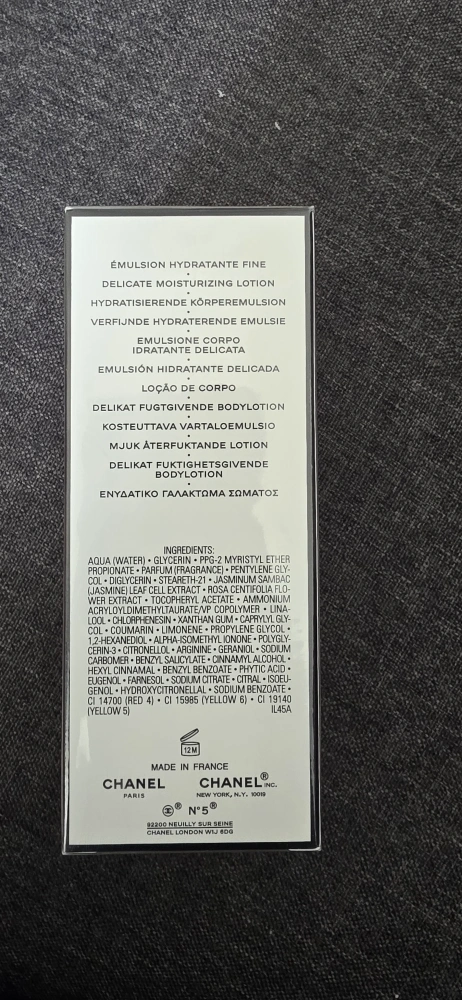 ÉMULSION HYDRATANTE FINE
•
DELICATE MOISTURIZING LOTION
•
HYDRATISIERENDE KÖRPEREMULSION
•
VERFIJNDE HYDRATERENDE EMULSIE
•
EMULSIONE CORPO
IDRATANTE DELICATA
•
EMULSIÓN HIDRATANTE DELICADA
•
LOÇÃO DE CORPO
•
DELIKAT FUGTGIVENDE BODYLOTION
•
KOSTEUTTAVA VARTALOEMULSIO
•
MJUK ÅTERFUKTANDE LOTION
•
DELIKAT FUKTIGHETSGIVENDE
BODYLOTION
•
ΕΝΥΔΑΤΙΚΟ ΓΑΛΑΚΤΩΜΑ ΣΩΜΑΤΟΣ
INGREDIENTS:
AQUA (WATER) • GLYCERIN • PPG-2 MYRISTYL ETHER
PROPIONATE • PARFUM (FRAGRANCE) • PENTYLENE GLY-
COL • DIGLYCERIN • STEARETH-21 • JASMINUM SAMBAC
(JASMINE) LEAF CELL EXTRACT • ROSA CENTIFOLIA FLO-
WER EXTRACT • TOCOPHERYL ACETATE • AMMONIUM
ACRYLOYLDIMETHYLTAURATE/VP COPOLYMER • LINA-
LOOL • CHLORPHENESIN • XANTHAN GUM • CAPRYLYL GLY-
COL • COUMARIN • LIMONENE • PROPYLENE GLYCOL •
1,2-HEXANEDIOL • ALPHA-ISOMETHYL IONONE • POLYGLY-
CERIN-3 • CITRONELLOL • ARGININE • GERANIOL • SODIUM
CARBOMER • BENZYL SALICYLATE • CINNAMYL ALCOHOL •
HEXYL CINNAMAL • BENZYL BENZOATE • PHYTIC ACID •
EUGENOL • FARNESOL • SODIUM CITRATE • CITRAL • ISOEU-
GENOL • HYDROXYCITRONELLAL • SODIUM BENZOATE •
CI 14700 (RED 4) • CI 15985 (YELLOW 6) • CI 19140
(YELLOW 5) IL45A
12M
MADE IN FRANCE
CHANEL CHANEL® INC.
PARIS NEW YORK, N.Y. 10019
® N°5®
92200 NEUILLY SUR SEINE
CHANEL LONDON W1J 6DG